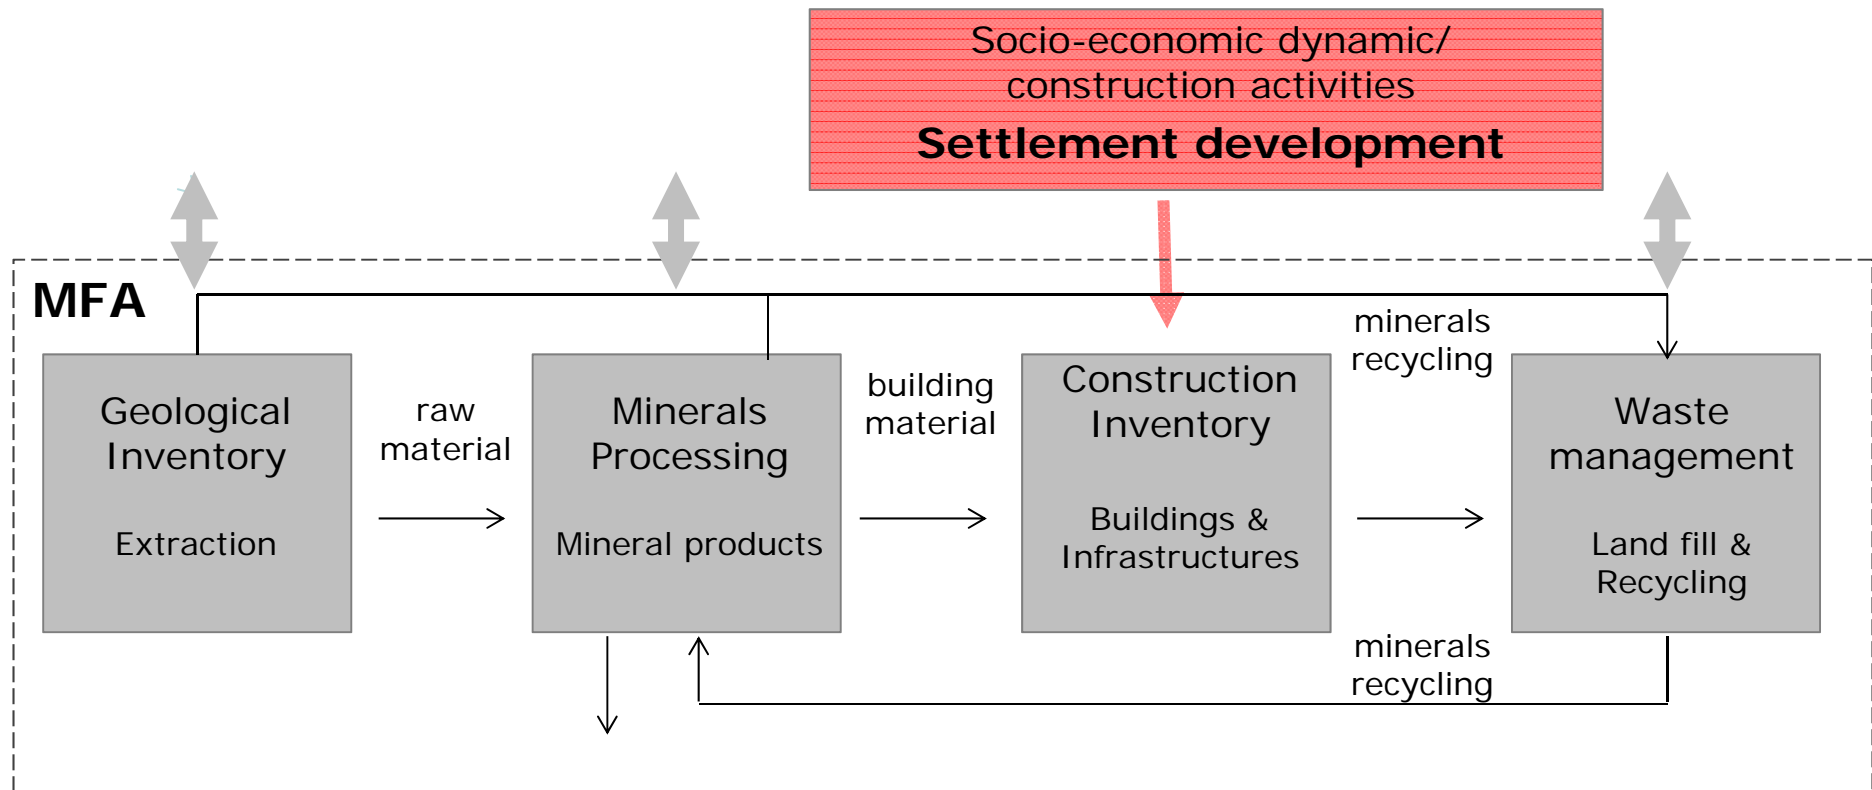 Socio-economic dynamic/
construction activities
Settlement development
MFA
Geological
Inventory
Extraction
raw
material
Minerals
Processing
Mineral products
building
material
Construction
Inventory
Buildings &
Infrastructures
minerals
recycling
Waste
management
Land fill &
Recycling
minerals
recycling